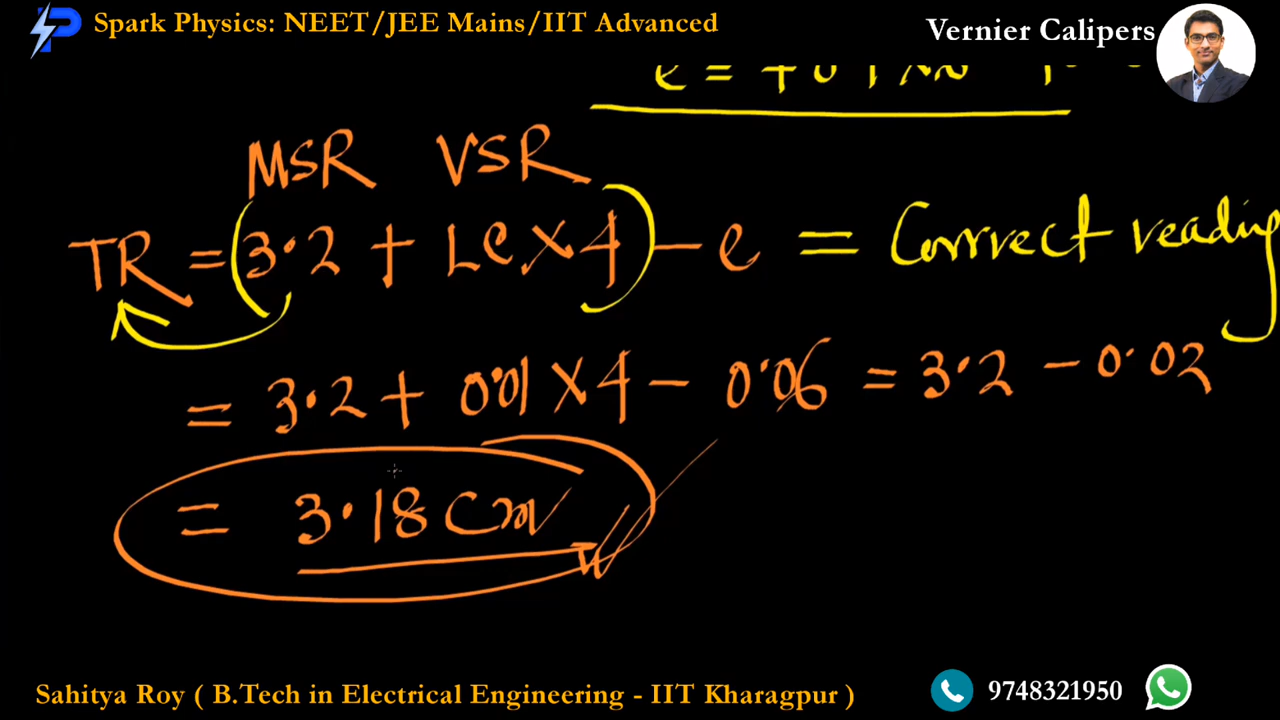 Spark Physics: NEET/JEE Mains/IIT Advanced
Vernier Calipers
MSR VSR
TR = (3.2 + LC × 4) - e = Correct reading
= 3.2 + 0.01 × 4 - 0.06 = 3.2 - 0.02
= 3.18 cm
Sahitya Roy ( B.Tech in Electrical Engineering - IIT Kharagpur )
9748321950